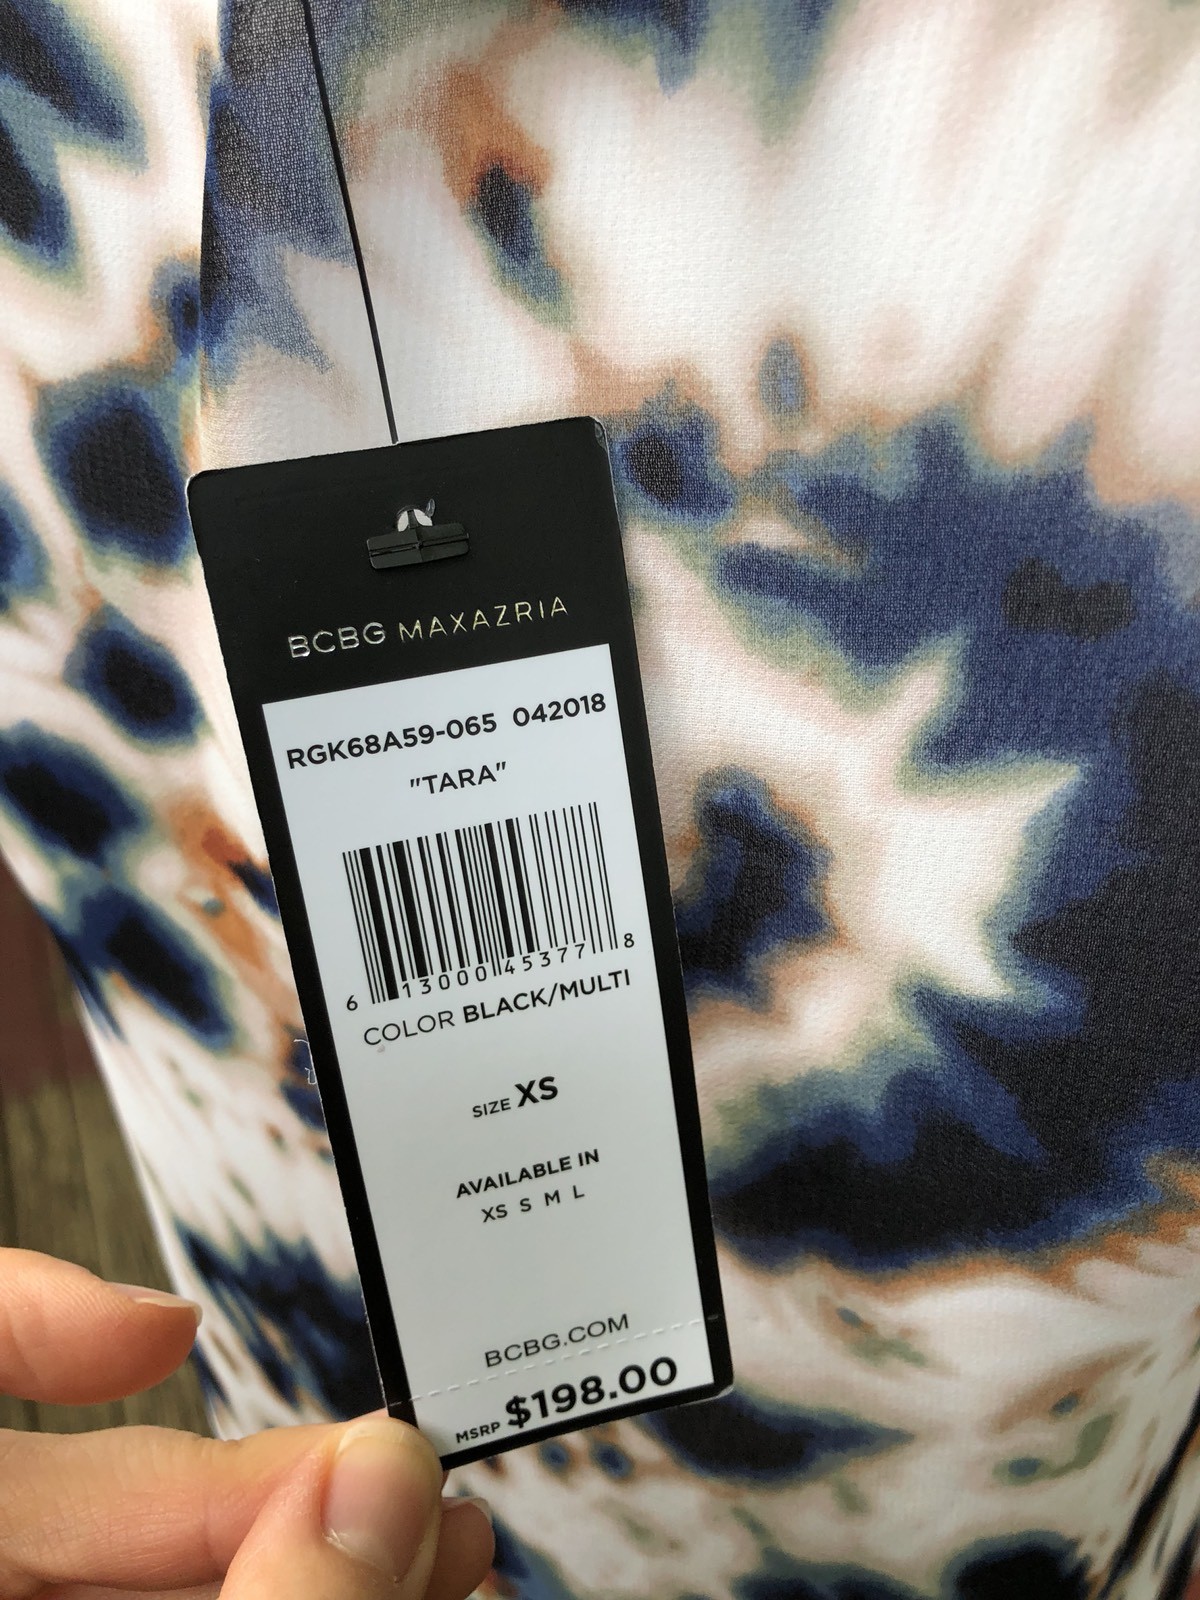 BCBG MAXAZRIA
RGK68A59-065 042018
"TARA"
6 13000 45377 8
COLOR BLACK/MULTI
SIZE XS
AVAILABLE IN
XS S M L
BCBG.COM
MSRP $198.00